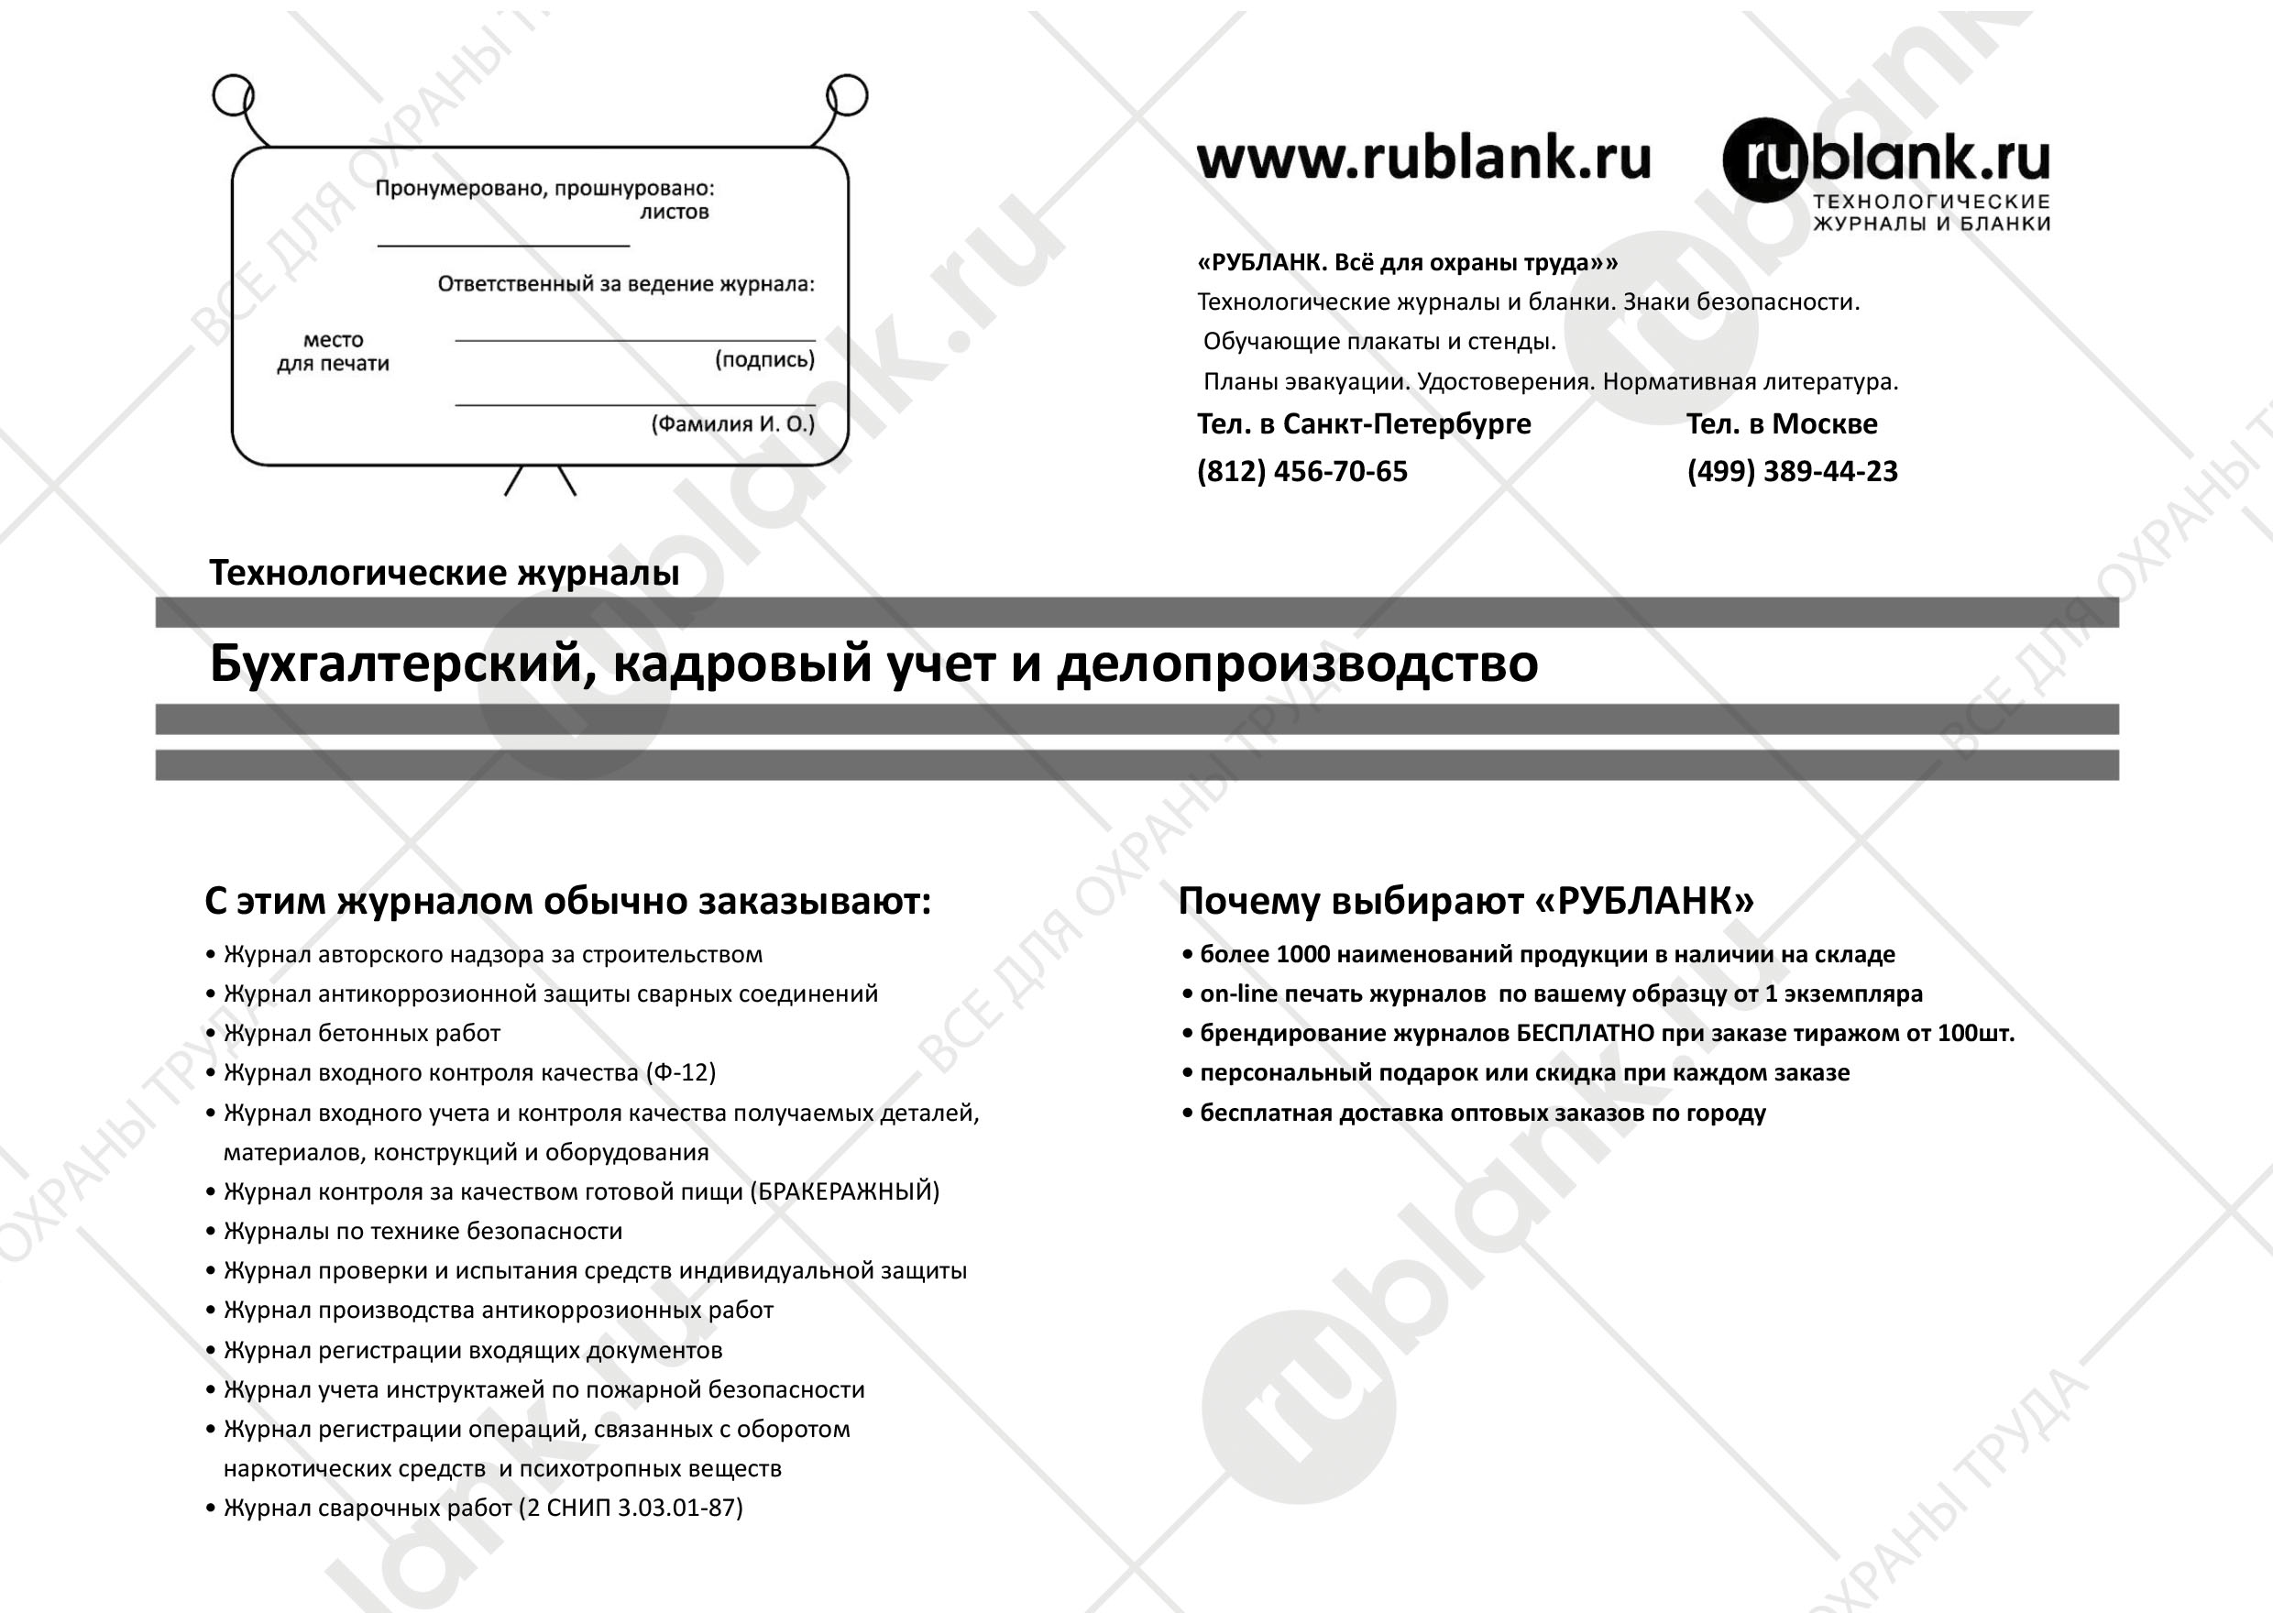 Пронумеровано, прошнуровано:
листов
Ответственный за ведение журнала:
место
для печати
(подпись)
(Фамилия И. О.)
www.rublank.ru
rublank.ru
ТЕХНОЛОГИЧЕСКИЕ
ЖУРНАЛЫ И БЛАНКИ
«РУБЛАНК. Всё для охраны труда»»
Технологические журналы и бланки. Знаки безопасности.
Обучающие плакаты и стенды.
Планы эвакуации. Удостоверения. Нормативная литература.
Тел. в Санкт-Петербурге
Тел. в Москве
(812) 456-70-65
(499) 389-44-23
Технологические журналы
Бухгалтерский, кадровый учет и делопроизводство
С этим журналом обычно заказывают:
• Журнал авторского надзора за строительством
• Журнал антикоррозионной защиты сварных соединений
• Журнал бетонных работ
• Журнал входного контроля качества (Ф-12)
• Журнал входного учета и контроля качества получаемых деталей,
материалов, конструкций и оборудования
• Журнал контроля за качеством готовой пищи (БРАКЕРАЖНЫЙ)
• Журналы по технике безопасности
• Журнал проверки и испытания средств индивидуальной защиты
• Журнал производства антикоррозионных работ
• Журнал регистрации входящих документов
• Журнал учета инструктажей по пожарной безопасности
• Журнал регистрации операций, связанных с оборотом
наркотических средств  и психотропных веществ
• Журнал сварочных работ (2 СНИП 3.03.01-87)
Почему выбирают «РУБЛАНК»
• более 1000 наименований продукции в наличии на складе
• on-line печать журналов  по вашему образцу от 1 экземпляра
• брендирование журналов БЕСПЛАТНО при заказе тиражом от 100шт.
• персональный подарок или скидка при каждом заказе
• бесплатная доставка оптовых заказов по городу
rublank.ru
ВСЕ ДЛЯ ОХРАНЫ ТРУДА
rublank.ru